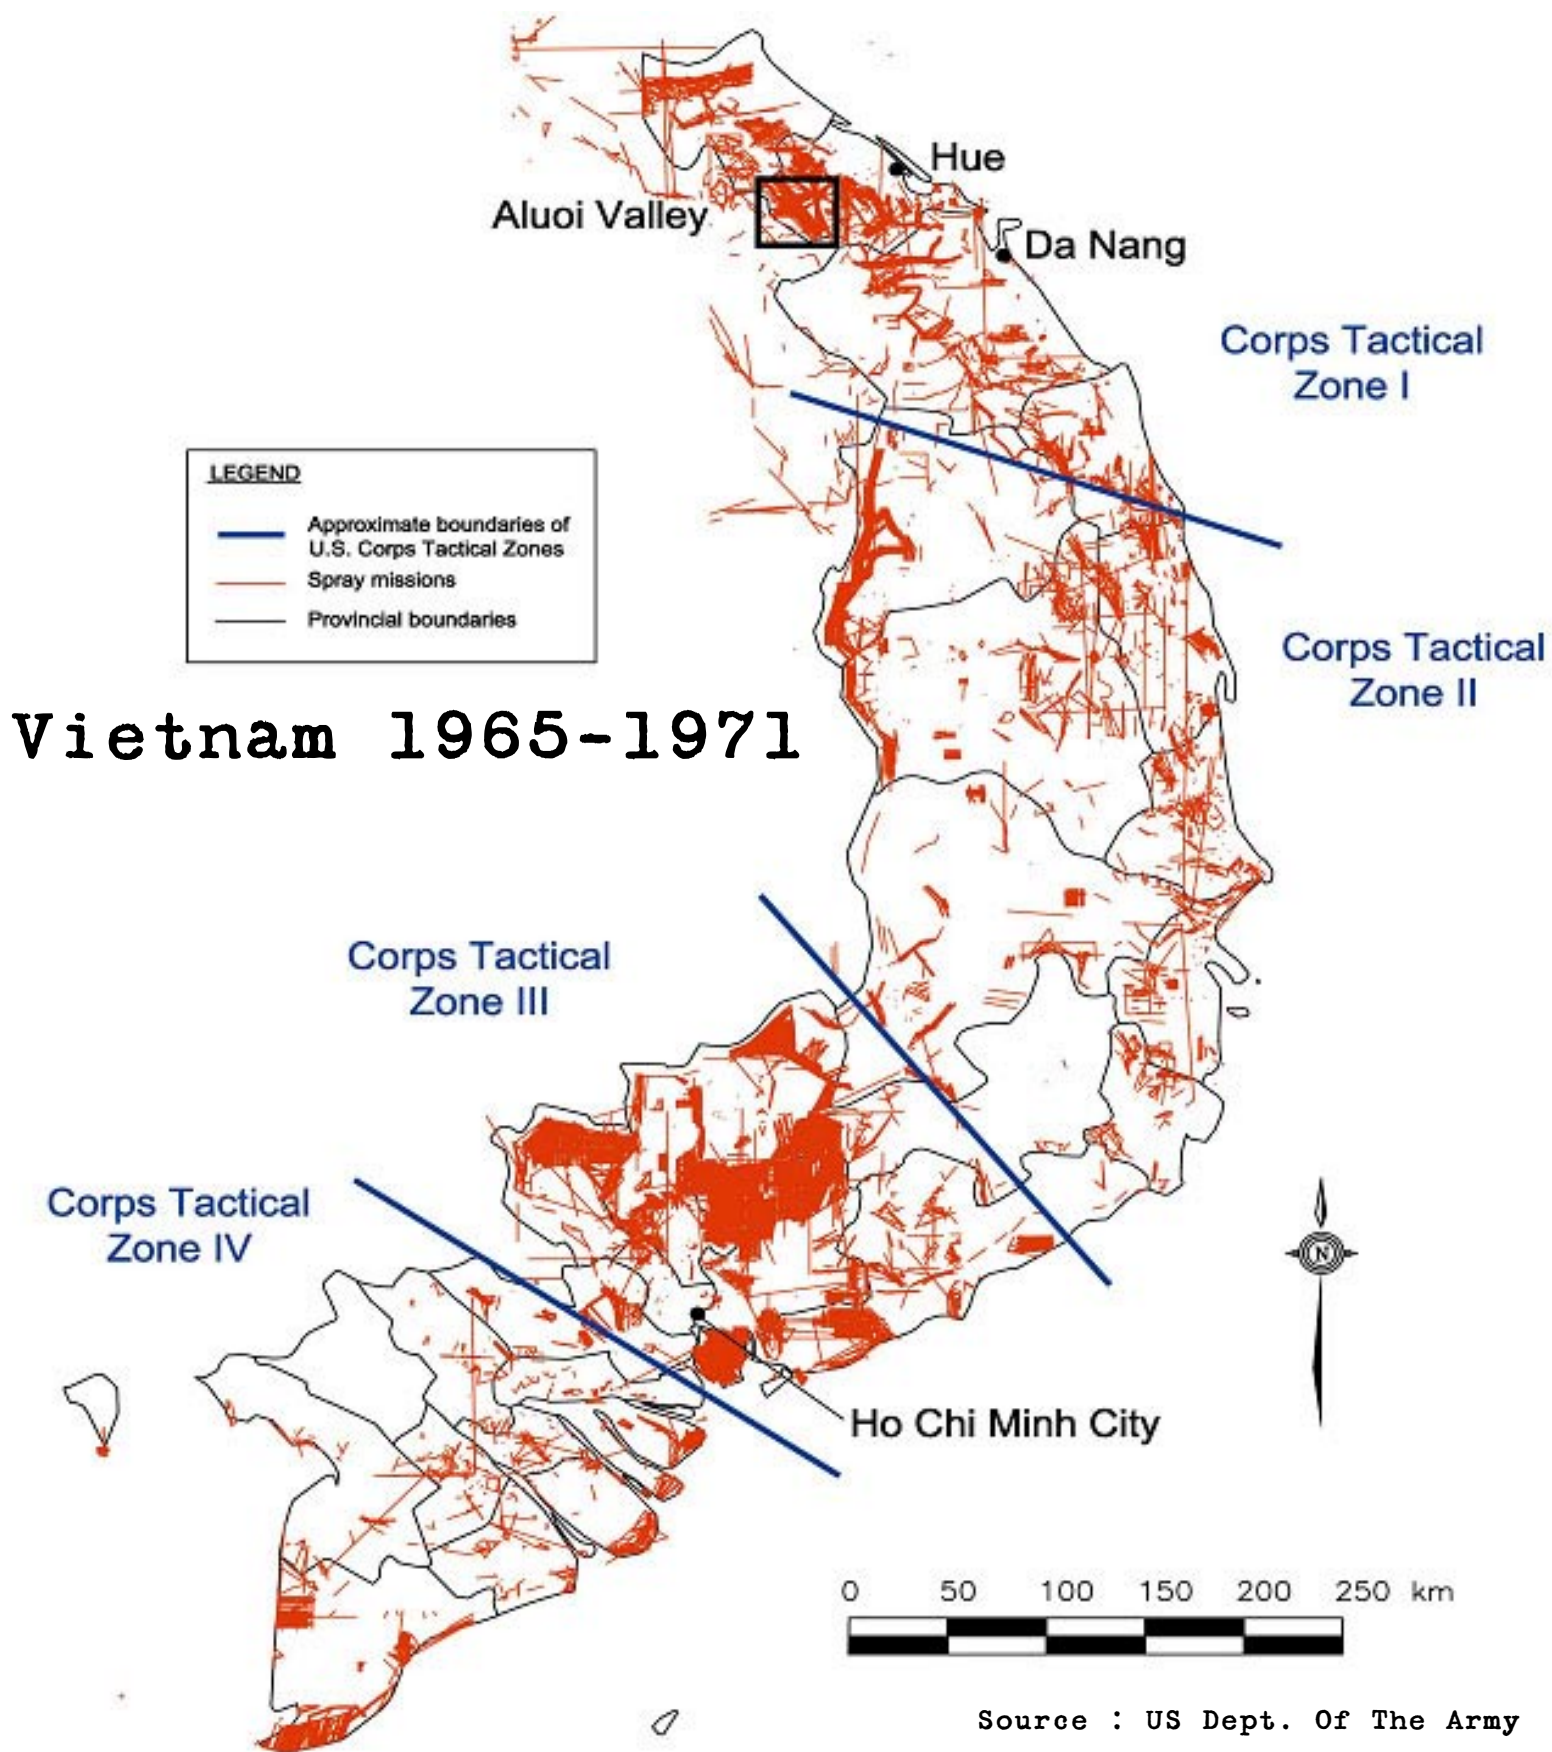 Hue
Aluoi Valley
Da Nang
Corps Tactical
Zone I
LEGEND
Approximate boundaries of
U.S. Corps Tactical Zones
Spray missions
Provincial boundaries
Corps Tactical
Zone II
Vietnam 1965-1971
Corps Tactical
Zone III
Corps Tactical
Zone IV
N
Ho Chi Minh City
0 50 100 150 200 250 km
Source : US Dept. Of The Army